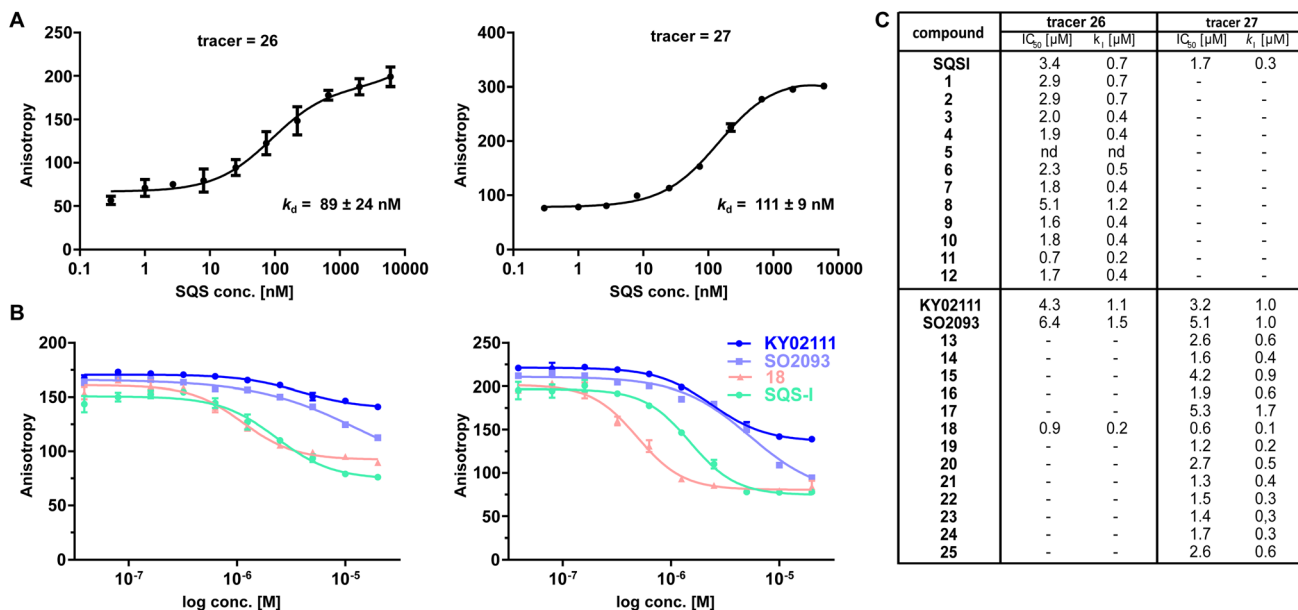 A
tracer = 26
250
200
150
100
50
0
Anisotropy
k_d = 89 ± 24 nM
0.1 1 10 100 1000 10000
SQS conc. [nM]
tracer = 27
400
300
200
100
0
Anisotropy
k_d = 111 ± 9 nM
0.1 1 10 100 1000 10000
SQS conc. [nM]
B
200
150
100
50
0
Anisotropy
10^-7 10^-6 10^-5
log conc. [M]
250
200
150
100
50
0
Anisotropy
KY02111
SO2093
18
SQS-I
10^-7 10^-6 10^-5
log conc. [M]
C
compound tracer 26 tracer 27
IC50 [µM] k_I [µM] IC50 [µM] k_I [µM]
SQSI 3.4 0.7 1.7 0.3
1 2.9 0.7 - -
2 2.9 0.7 - -
3 2.0 0.4 - -
4 1.9 0.4 - -
5 nd nd - -
6 2.3 0.5 - -
7 1.8 0.4 - -
8 5.1 1.2 - -
9 1.6 0.4 - -
10 1.8 0.4 - -
11 0.7 0.2 - -
12 1.7 0.4 - -
KY02111 4.3 1.1 3.2 1.0
SO2093 6.4 1.5 5.1 1.0
13 - - 2.6 0.6
14 - - 1.6 0.4
15 - - 4.2 0.9
16 - - 1.9 0.6
17 - - 5.3 1.7
18 0.9 0.2 0.6 0.1
19 - - 1.2 0.2
20 - - 2.7 0.5
21 - - 1.3 0.4
22 - - 1.5 0.3
23 - - 1.4 0,3
24 - - 1.7 0.3
25 - - 2.6 0.6